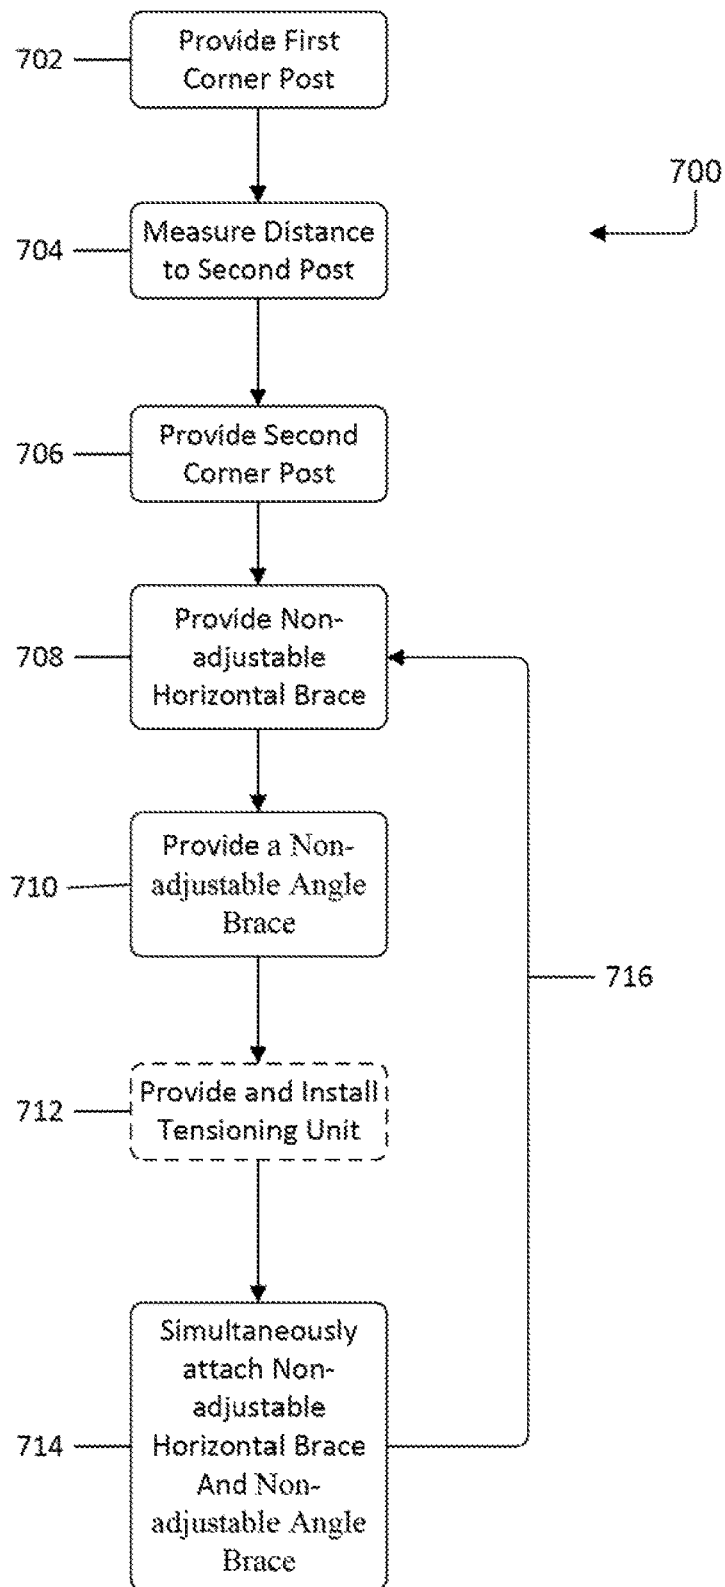 702
Provide First
Corner Post
700
704
Measure Distance
to Second Post
706
Provide Second
Corner Post
708
Provide Non-
adjustable
Horizontal Brace
710
Provide a Non-
adjustable Angle
Brace
716
712
Provide and Install
Tensioning Unit
714
Simultaneously
attach Non-
adjustable
Horizontal Brace
And Non-
adjustable Angle
Brace